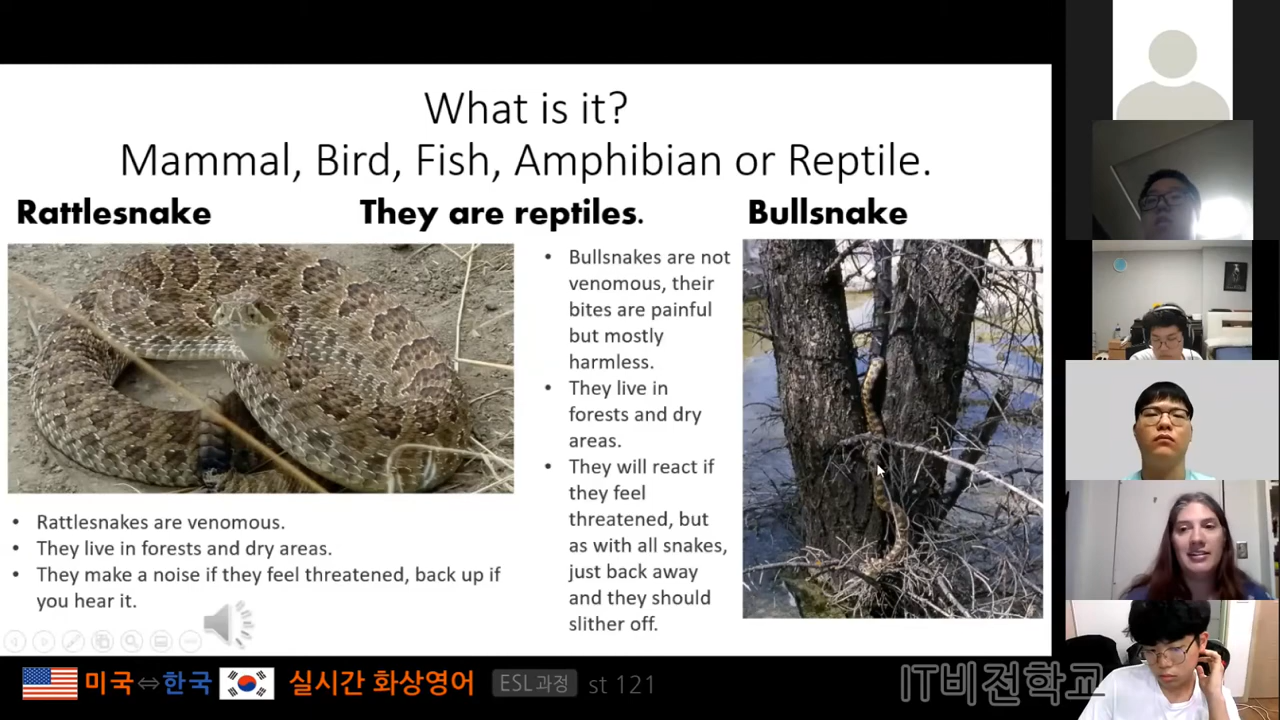 What is it?
Mammal, Bird, Fish, Amphibian or Reptile.
Rattlesnake
They are reptiles.
Bullsnake
• Rattlesnakes are venomous.
• They live in forests and dry areas.
• They make a noise if they feel threatened, back up if
you hear it.
• Bullsnakes are not
venomous, their
bites are painful
but mostly
harmless.
• They live in
forests and dry
areas.
• They will react if
they feel
threatened, but
as with all snakes,
just back away
and they should
slither off.
미국⇔한국 실시간 화상영어 ESL과정 st 121 IT비전학교